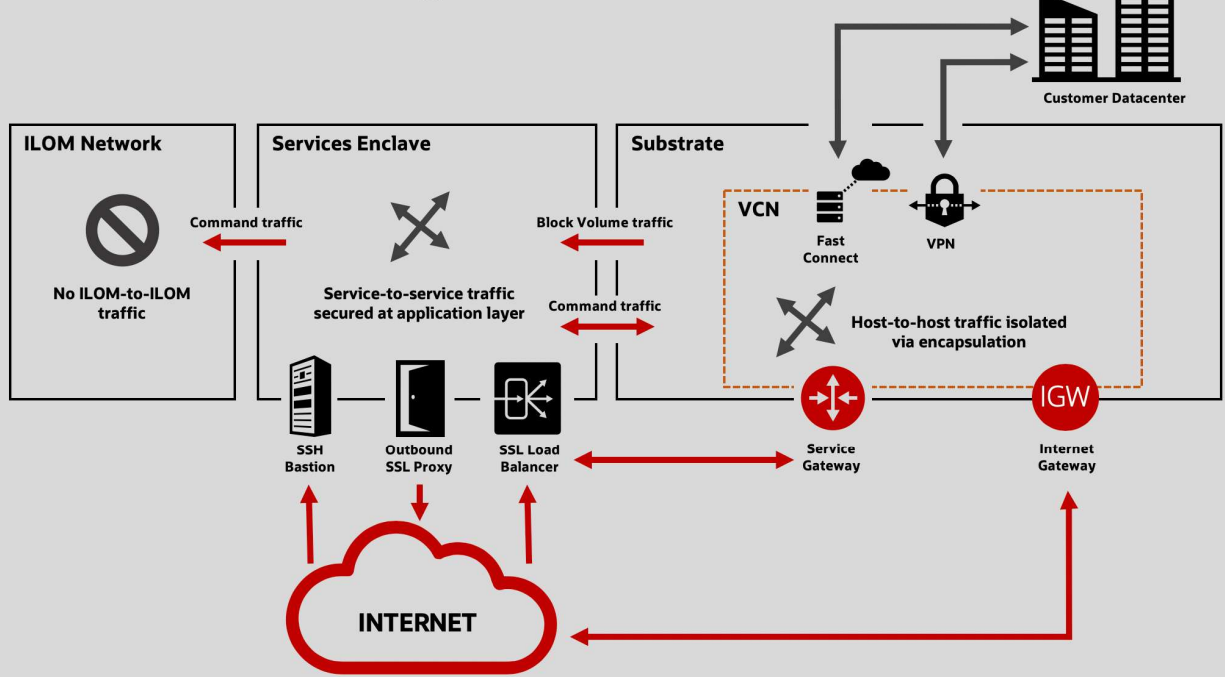 Customer Datacenter
ILOM Network
Services Enclave
Substrate
Command traffic
Block Volume traffic
VCN
Fast
Connect
VPN
No ILOM-to-ILOM
traffic
Service-to-service traffic
secured at application layer
Command traffic
Host-to-host traffic isolated
via encapsulation
IGW
SSH
Bastion
Outbound
SSL Proxy
SSL Load
Balancer
Service
Gateway
Internet
Gateway
INTERNET